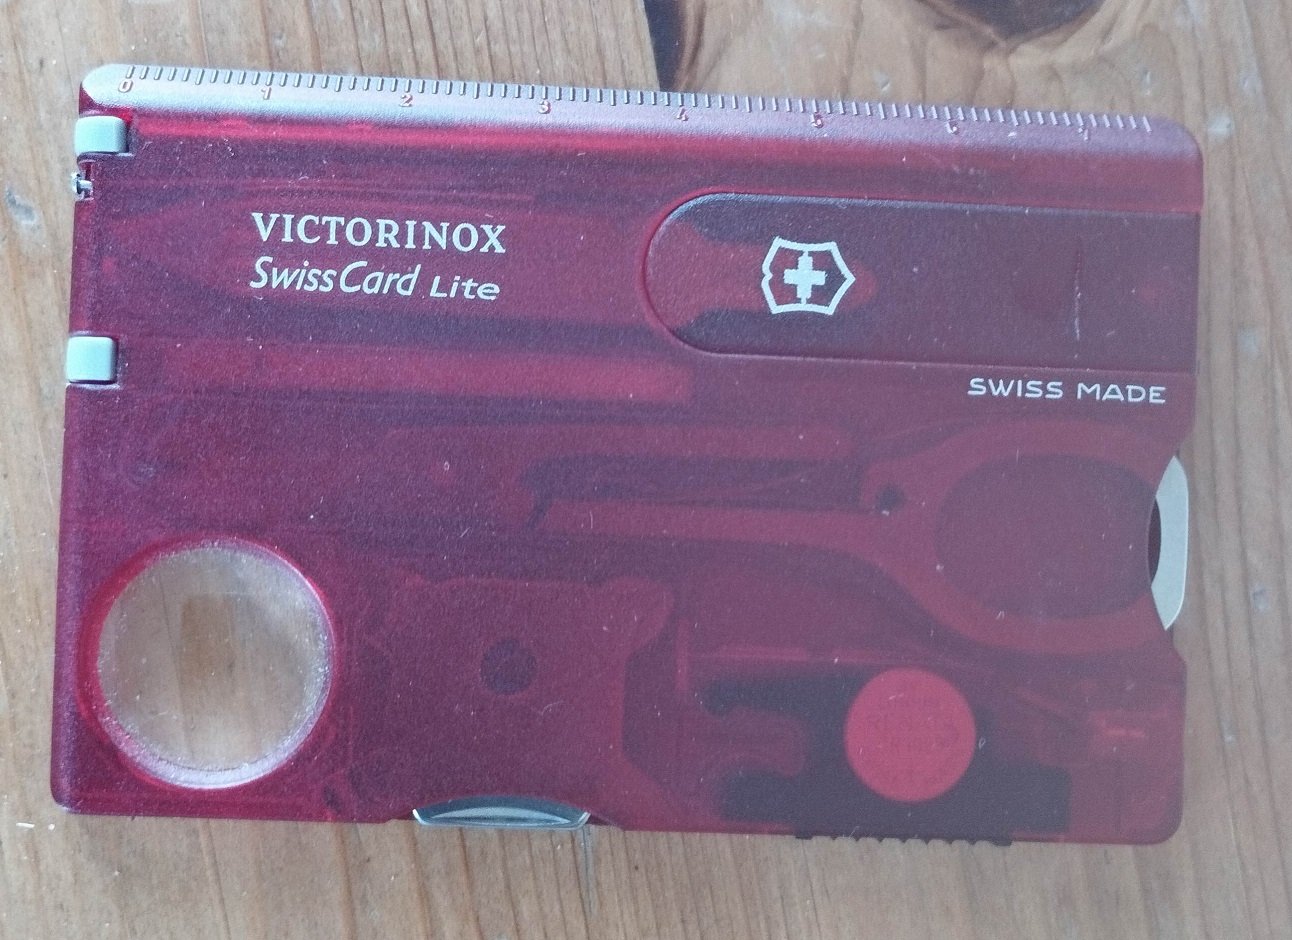 0 1 2 3 4 5 6 7
VICTORINOX
SwissCard Lite
SWISS MADE